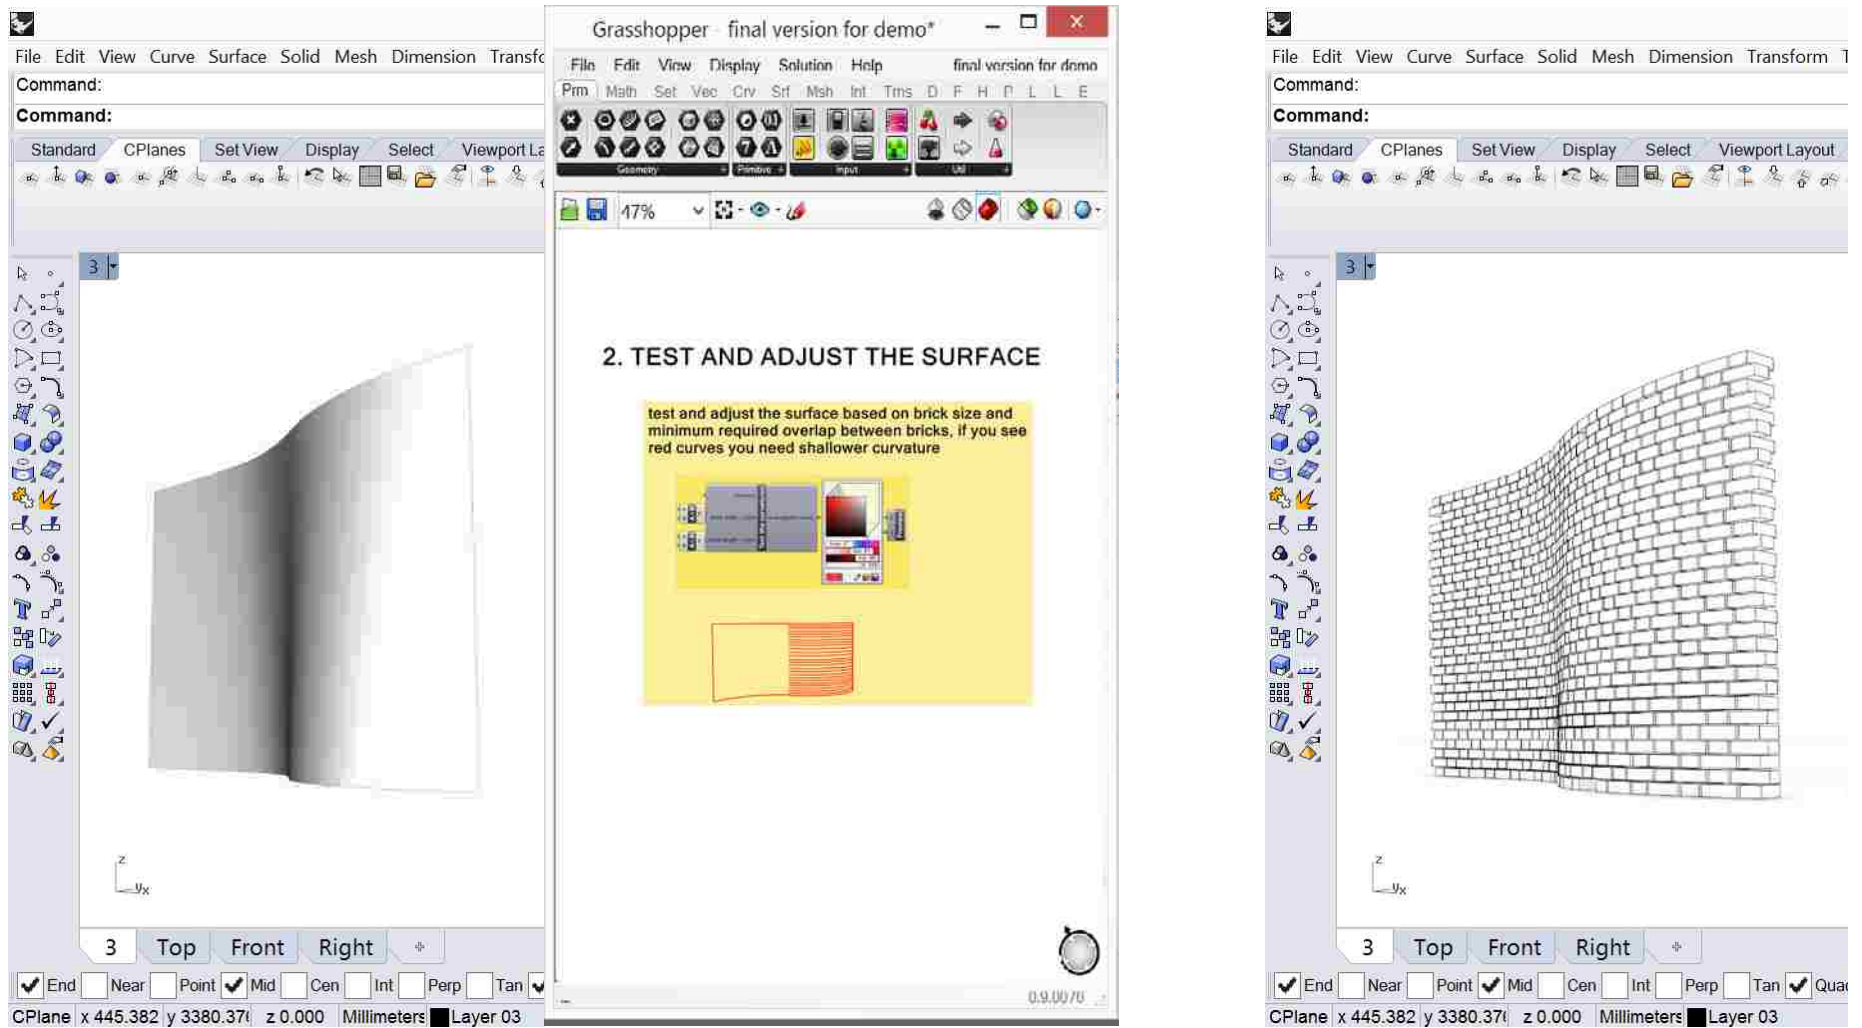 File Edit View Curve Surface Solid Mesh Dimension Transfo
Command:
Command:
Standard CPlanes Set View Display Select Viewport La
3
z
yx
3 Top Front Right
End Near Point Mid Cen Int Perp Tan
CPlane x 445.382 y 3380.37 z 0.000 Millimeters Layer 03
Grasshopper - final version for demo*
File Edit View Display Solution Help final version for demo
Prm Math Set Vec Crv Srf Msh Int Trns D F H P L L E
Geometry Primitive Input Util
47%
2. TEST AND ADJUST THE SURFACE
test and adjust the surface based on brick size and
minimum required overlap between bricks, if you see
red curves you need shallower curvature
0.9.0076
File Edit View Curve Surface Solid Mesh Dimension Transform
Command:
Command:
Standard CPlanes Set View Display Select Viewport Layout
3
z
yx
3 Top Front Right
End Near Point Mid Cen Int Perp Tan Qua
CPlane x 445.382 y 3380.37 z 0.000 Millimeters Layer 03